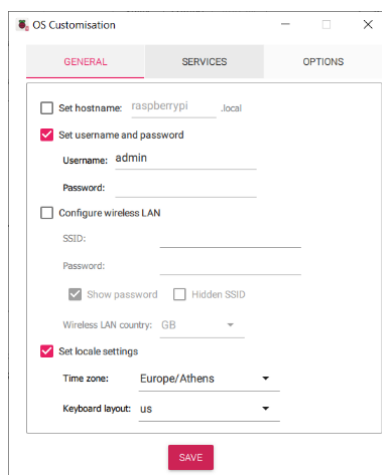 OS Customisation
GENERAL SERVICES OPTIONS
Set hostname: raspberrypi .local
Set username and password
Username: admin
Password:
Configure wireless LAN
SSID:
Password:
Show password Hidden SSID
Wireless LAN country: GB
Set locale settings
Time zone: Europe/Athens
Keyboard layout: us
SAVE